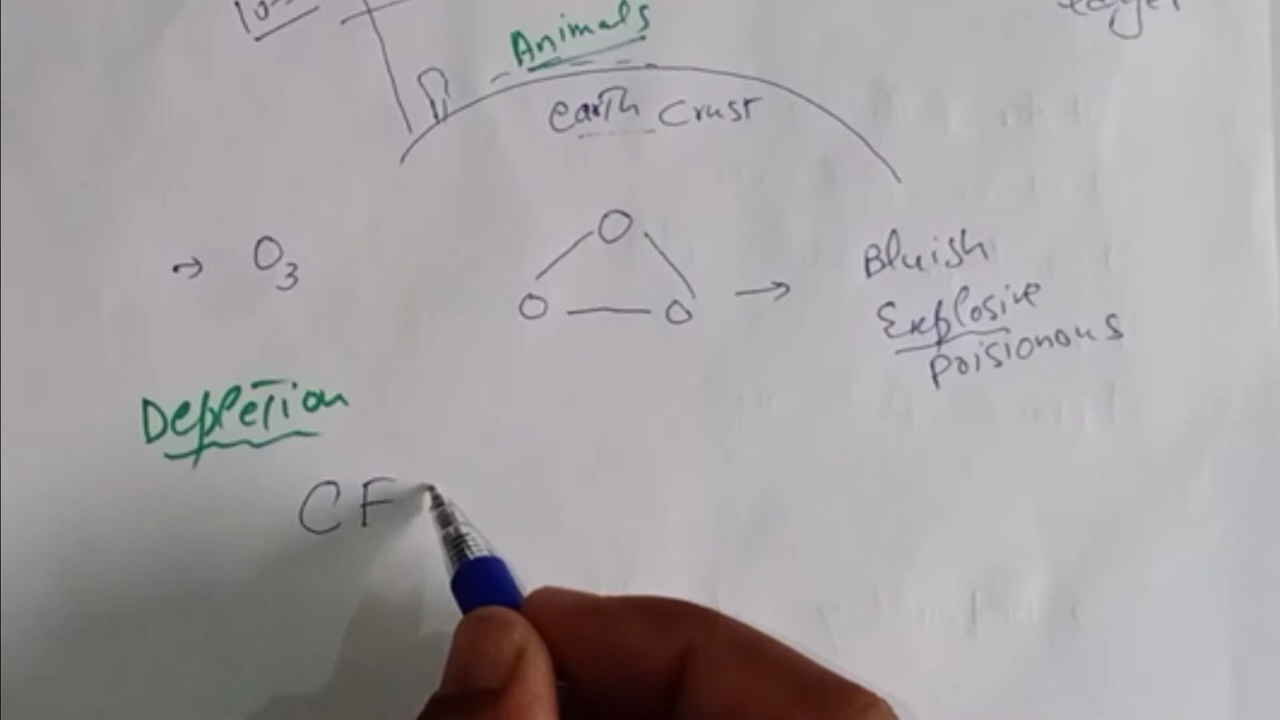 Animals
earth Crust
→ O3
O
O O →
Bluish
Explosive
Poisionous
Depletion
CF